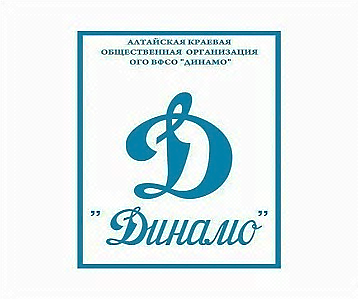 АЛТАЙСКАЯ КРАЕВАЯ
ОБЩЕСТВЕННАЯ ОРГАНИЗАЦИЯ
ОГО ВФСО "ДИНАМО"
Д
"Динамо"